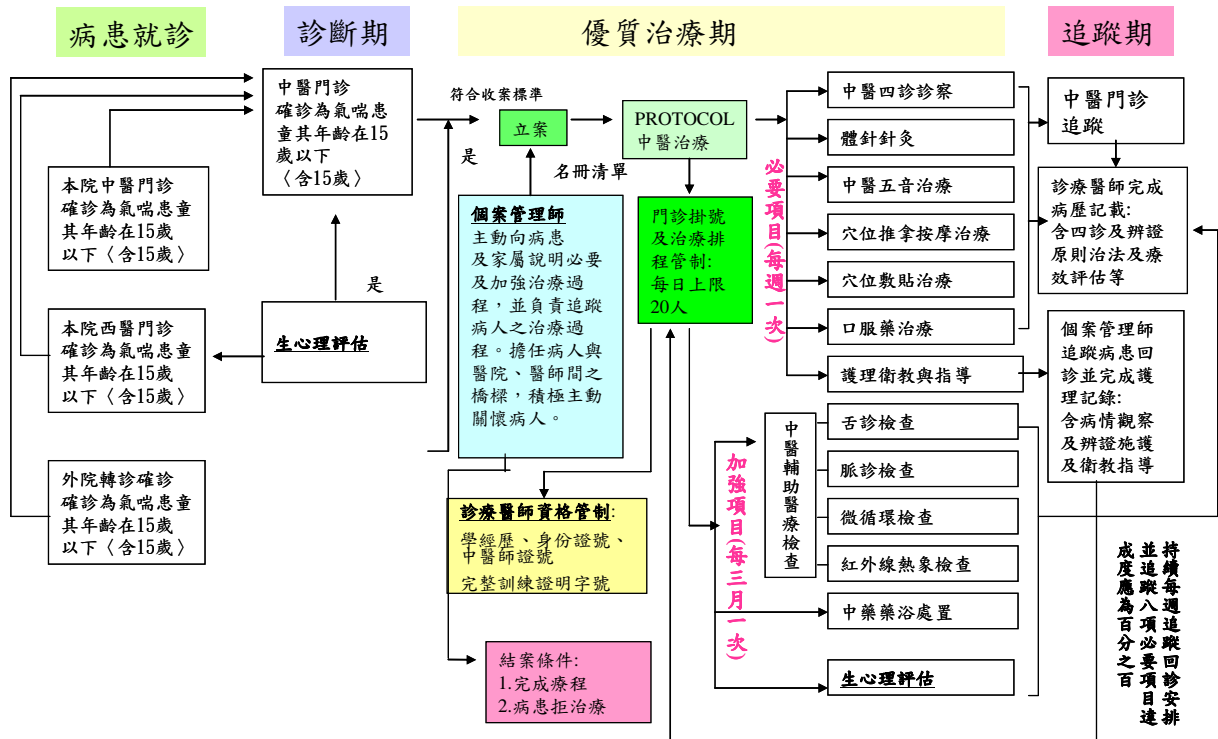 病患就診
診斷期
優質治療期
追蹤期
本院中醫門診
確診為氣喘患童
其年齡在15歲
以下〈含15歲〉
本院西醫門診
確診為氣喘患童
其年齡在15歲
以下〈含15歲〉
外院轉診確診
確診為氣喘患童
其年齡在15歲
以下〈含15歲〉
中醫門診
確診為氣喘患
童其年齡在15
歲以下
〈含15歲〉
是
生心理評估
符合收案標準
是
立案
名冊清單
PROTOCOL
中醫治療
個案管理師
主動向病患
及家屬說明必要
及加強治療過
程，並負責追蹤
病人之治療過
程。擔任病人與
醫院、醫師間之
橋樑，積極主動
關懷病人。
門診掛號
及治療排
程管制:
每日上限
20人
診療醫師資格管制:
學經歷、身份證號、
中醫師證號
完整訓練證明字號
結案條件:
1.完成療程
2.病患拒治療
必要項目(每週一次)
中醫四診診察
體針針灸
中醫五音治療
穴位推拿按摩治療
穴位敷貼治療
口服藥治療
護理衛教與指導
加強項目(每三月一次)
中醫輔助醫療檢查
舌診檢查
脈診檢查
微循環檢查
紅外線熱象檢查
中藥藥浴處置
生心理評估
中醫門診
追蹤
診療醫師完成
病歷記載:
含四診及辨證
原則治法及療
效評估等
個案管理師
追蹤病患回
診並完成護
理記錄:
含病情觀察
及辨證施護
及衛教指導
持續每週追蹤回診安排
並追蹤八項必要項目達
成度應為百分之百